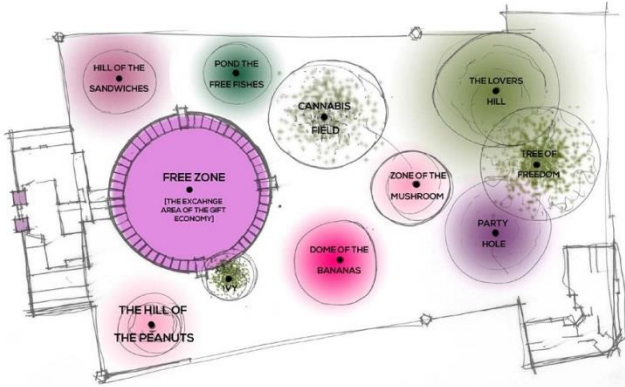 HILL OF THE
SANDWICHES
POND THE
FREE FISHES
CANNABIS
FIELD
THE LOVERS
HILL
TREE OF
FREEDOM
FREE ZONE
[THE EXCAHNGE
AREA OF THE GIFT
ECONOMY]
ZONE OF THE
MUSHROOM
PARTY
HOLE
DOME OF THE
BANANAS
THE HILL OF
THE PEANUTS